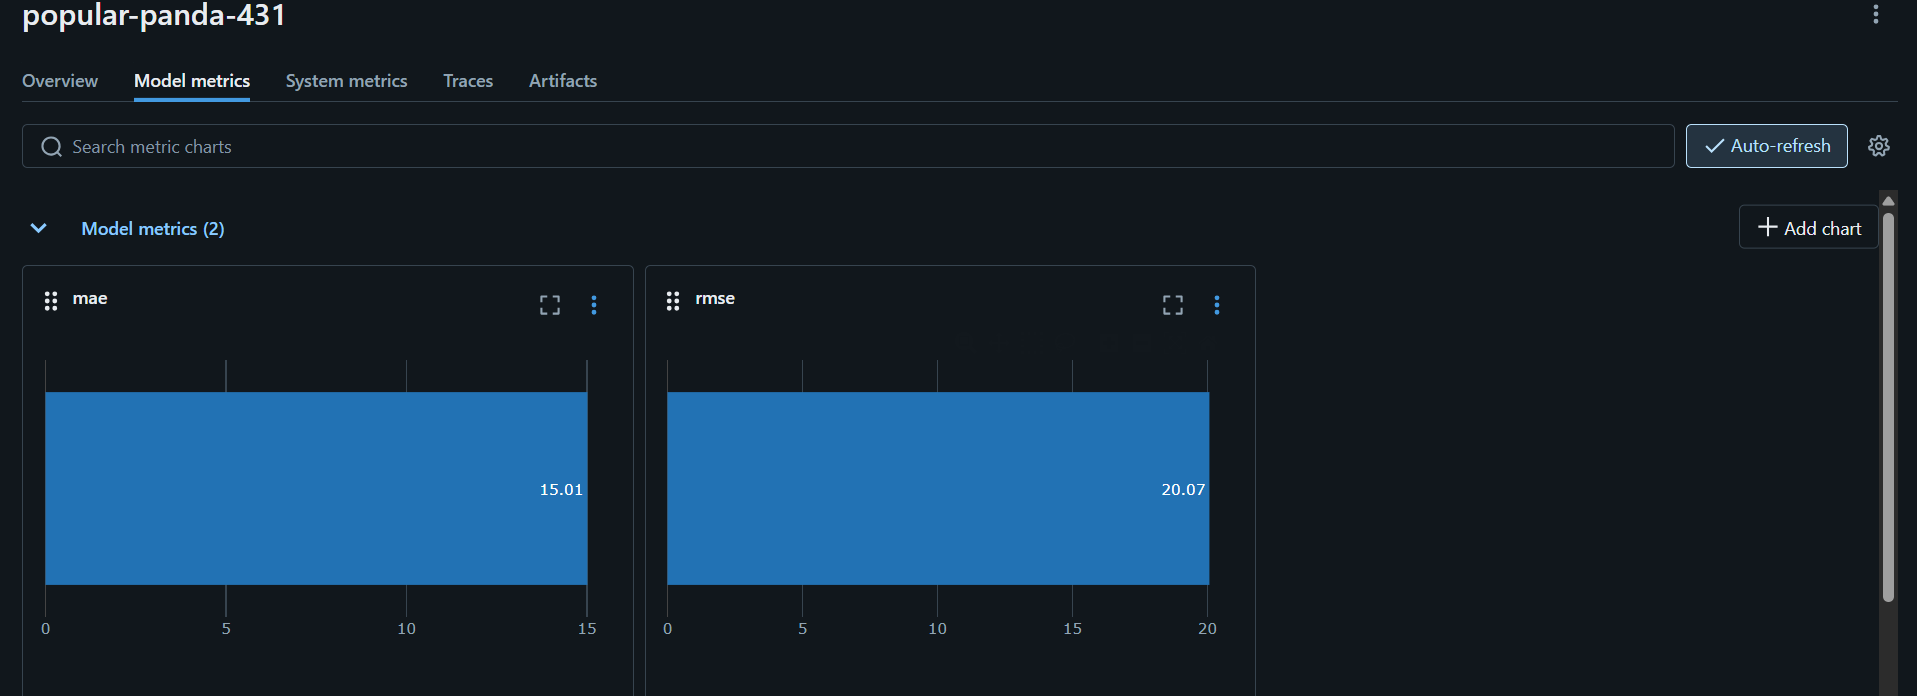 popular-panda-431
Overview Model metrics System metrics Traces Artifacts
Search metric charts Auto-refresh
Model metrics (2) Add chart
mae rmse
15.01 20.07
0 5 10 15 0 5 10 15 20